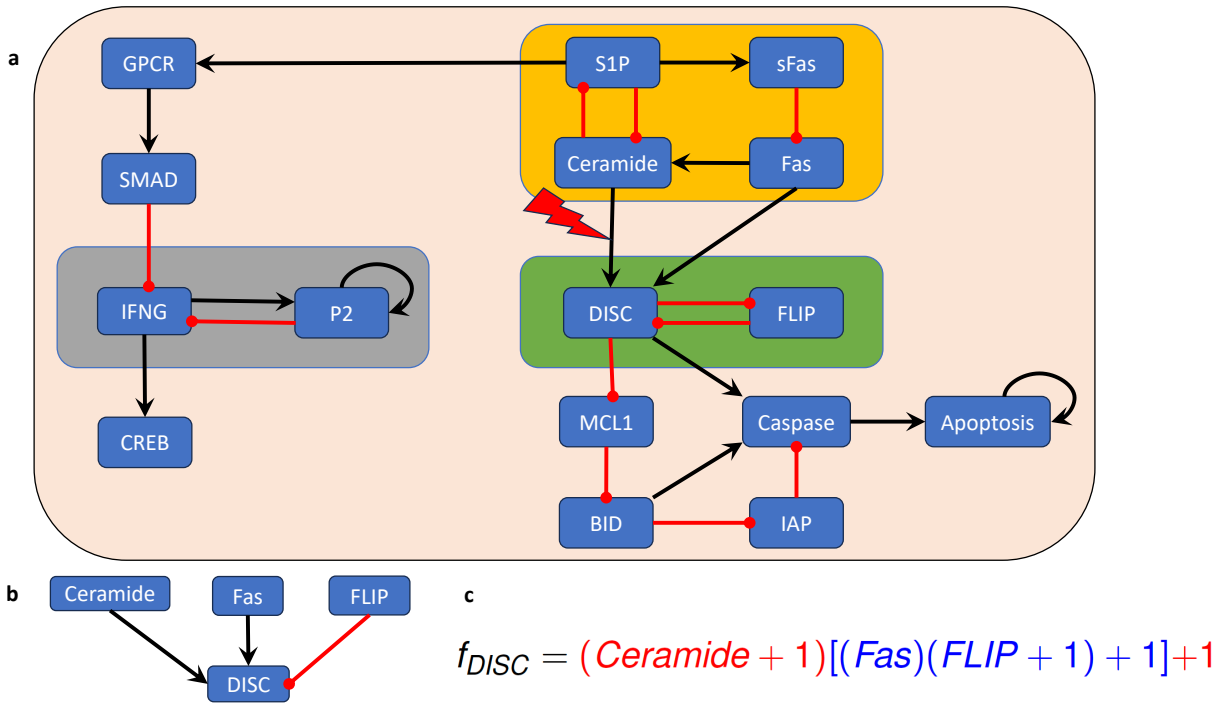 a
GPCR
S1P
sFas
SMAD
Ceramide
Fas
IFNG
P2
DISC
FLIP
CREB
MCL1
Caspase
Apoptosis
BID
IAP
b
Ceramide
Fas
FLIP
DISC
c
f_DISC = (Ceramide + 1)[(Fas)(FLIP + 1) + 1]+1